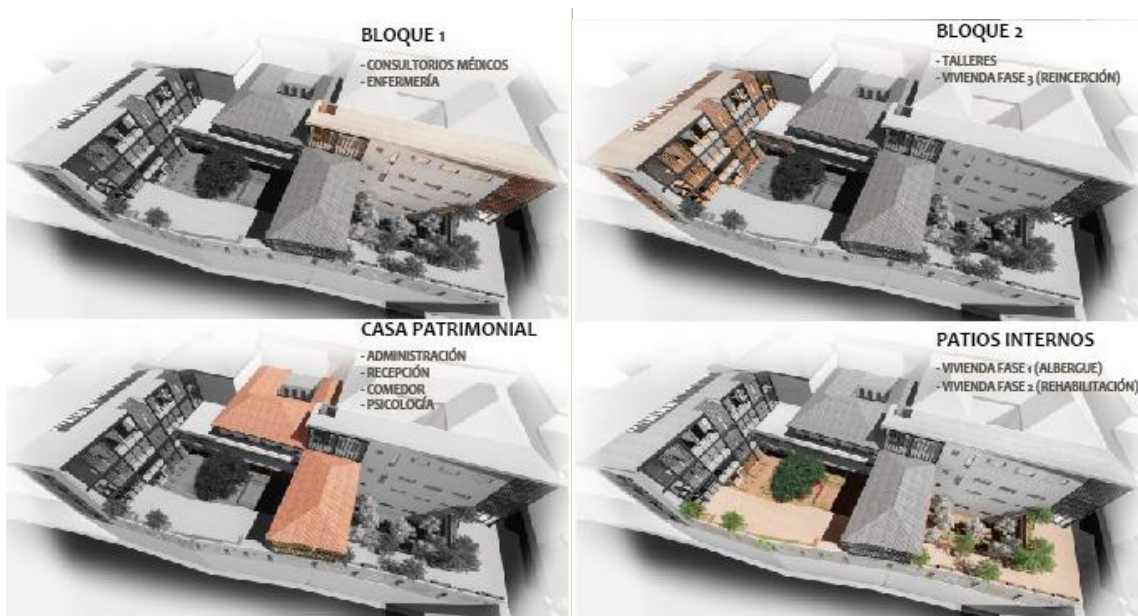 BLOQUE 1
- CONSULTORIOS MÉDICOS
- ENFERMERÍA
BLOQUE 2
- TALLERES
- VIVIENDA FASE 3 (REINCERCIÓN)
CASA PATRIMONIAL
- ADMINISTRACIÓN
- RECEPCIÓN
- COMEDOR
- PSICOLOGÍA
PATIOS INTERNOS
- VIVIENDA FASE 1 (ALBERGUE)
- VIVIENDA FASE 2 (REHABILITACIÓN)